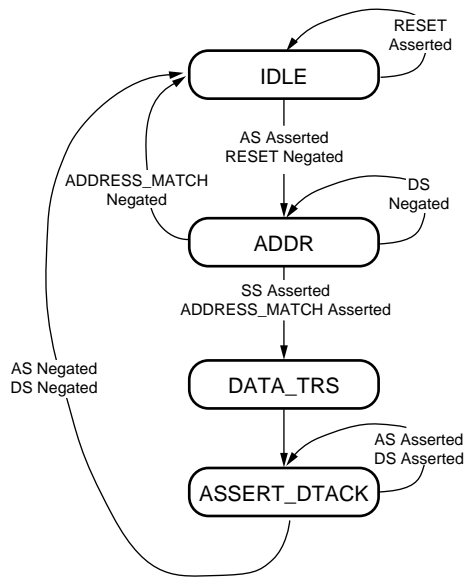 RESET
Asserted
IDLE
AS Asserted
RESET Negated
ADDRESS_MATCH
Negated
DS
Negated
ADDR
SS Asserted
ADDRESS_MATCH Asserted
AS Negated
DS Negated
DATA_TRS
AS Asserted
DS Asserted
ASSERT_DTACK